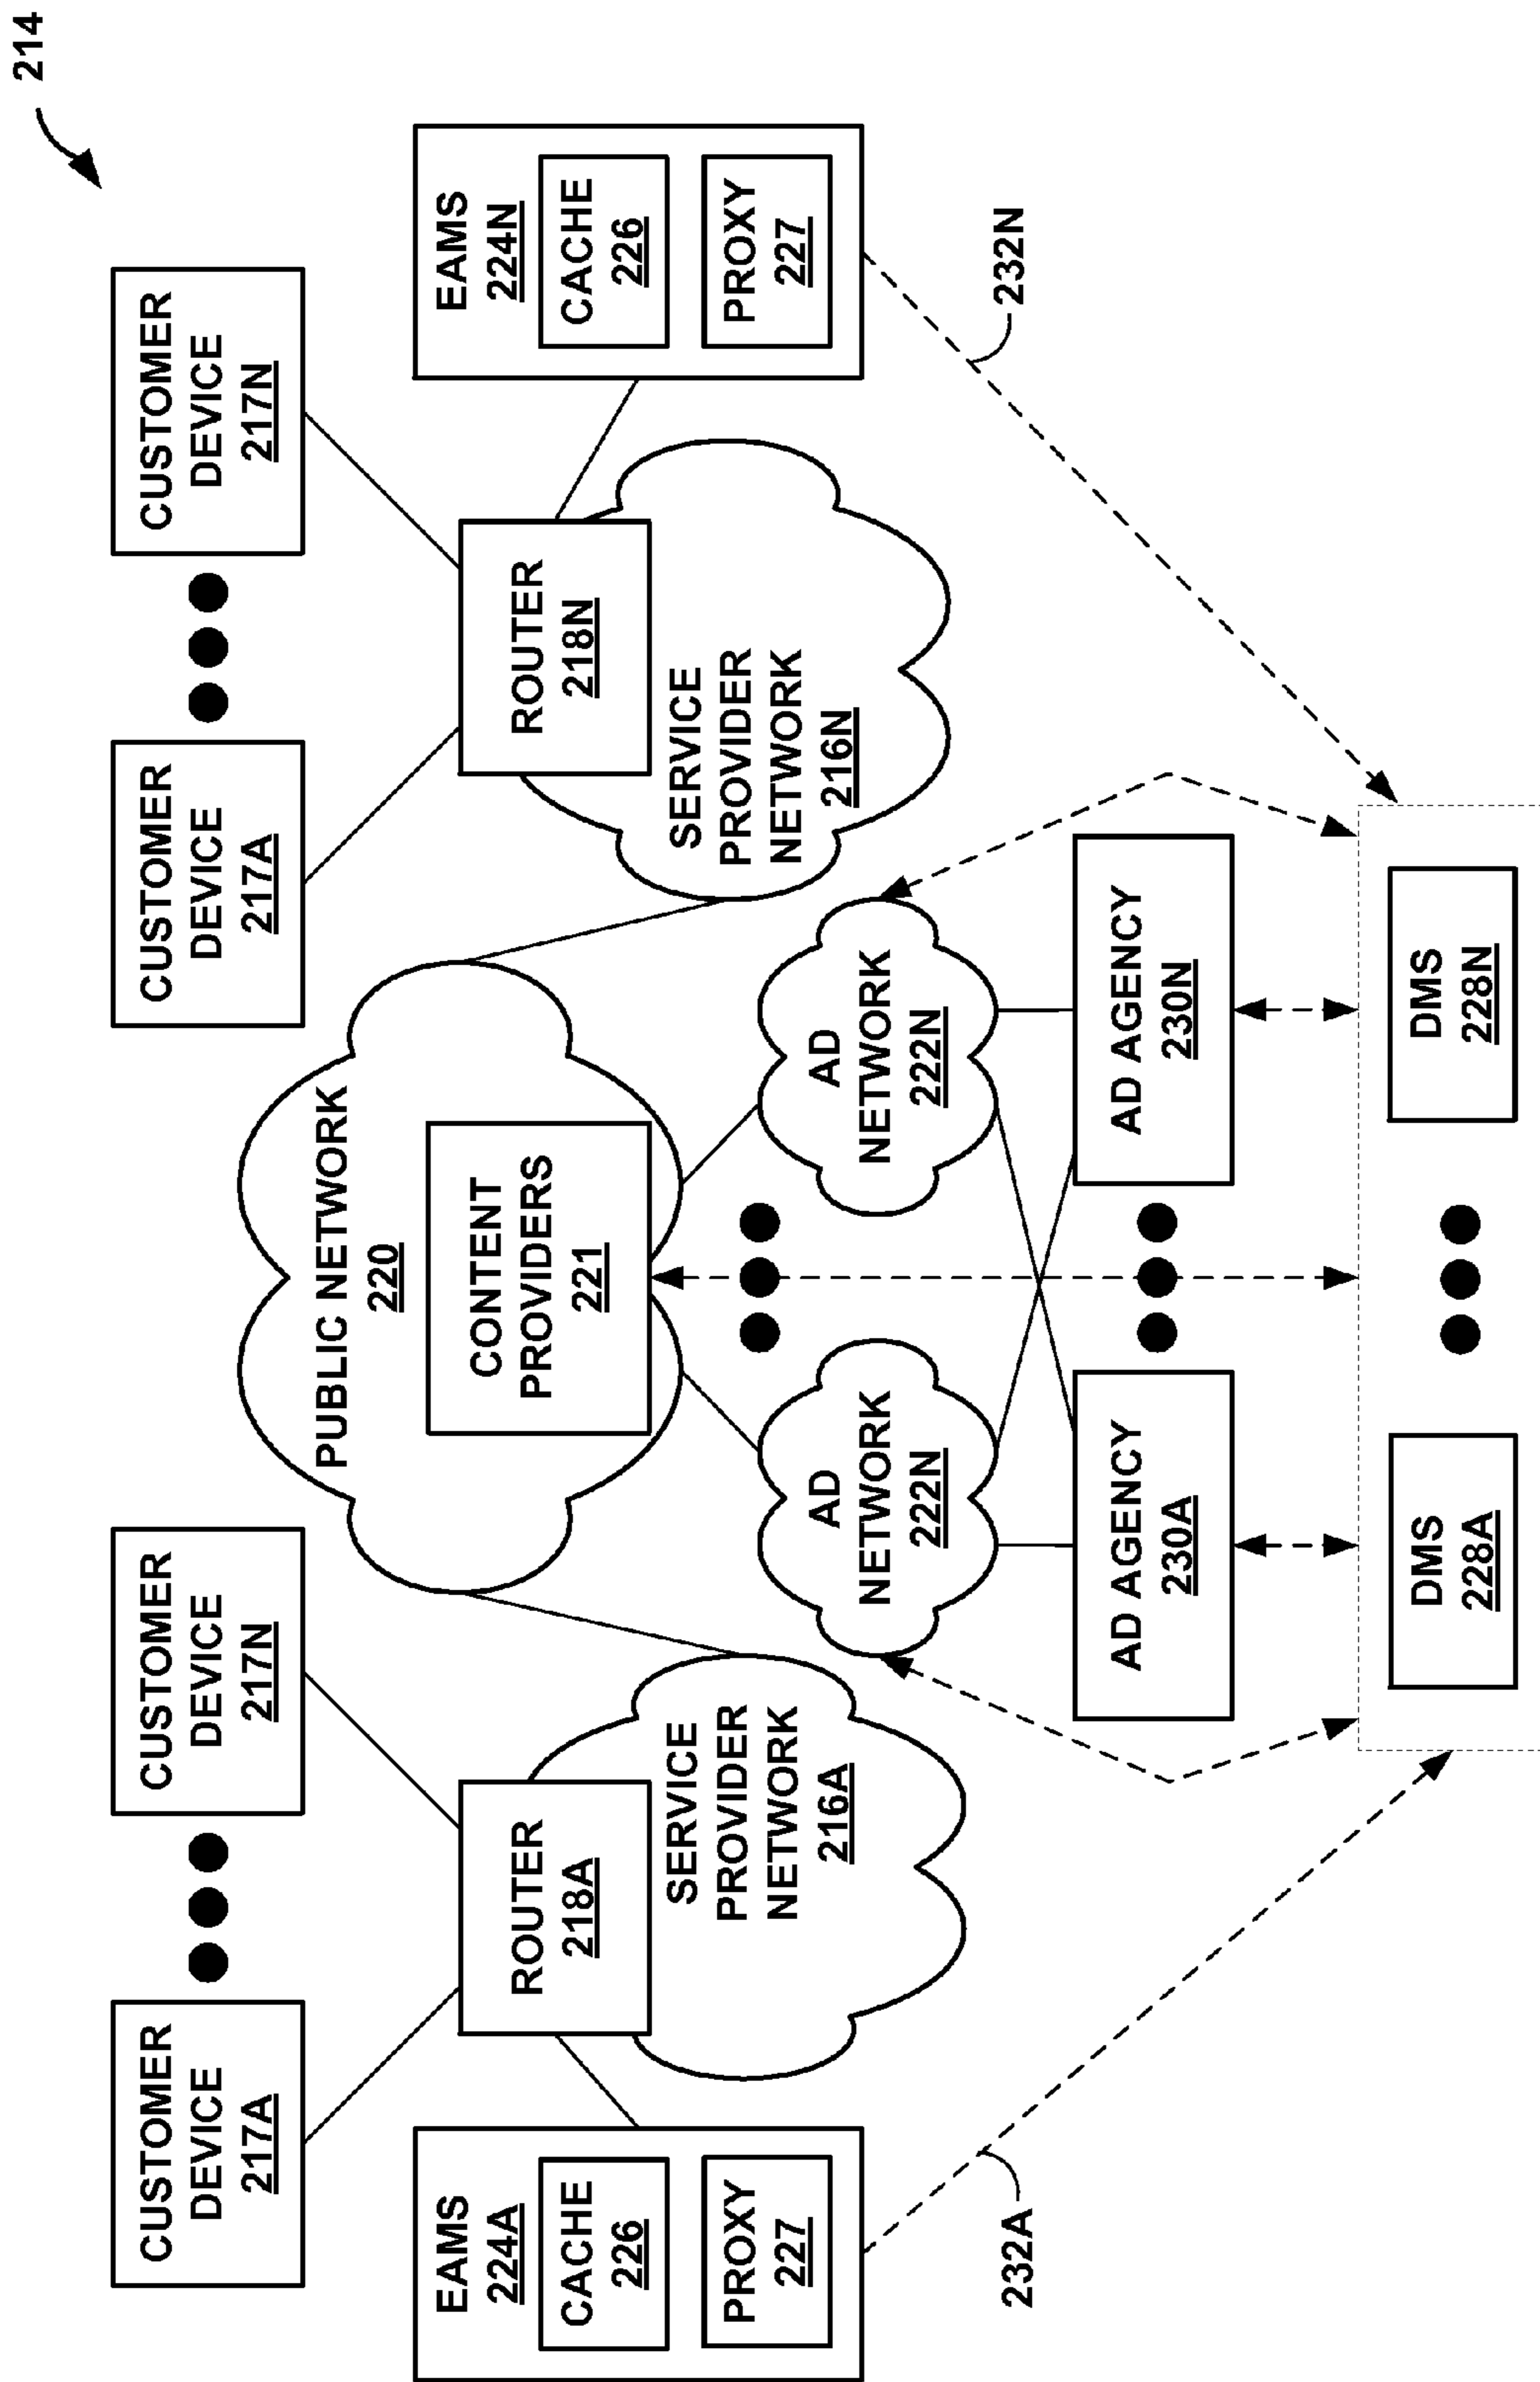 214
CUSTOMER
DEVICE
217A
CUSTOMER
DEVICE
217N
CUSTOMER
DEVICE
217A
CUSTOMER
DEVICE
217N
EAMS
224A
CACHE
226
PROXY
227
ROUTER
218A
SERVICE
PROVIDER
NETWORK
216A
PUBLIC NETWORK
220
CONTENT
PROVIDERS
221
ROUTER
218N
SERVICE
PROVIDER
NETWORK
216N
EAMS
224N
CACHE
226
PROXY
227
AD
NETWORK
222N
AD
NETWORK
222N
232A
232N
AD AGENCY
230A
AD AGENCY
230N
DMS
228A
DMS
228N